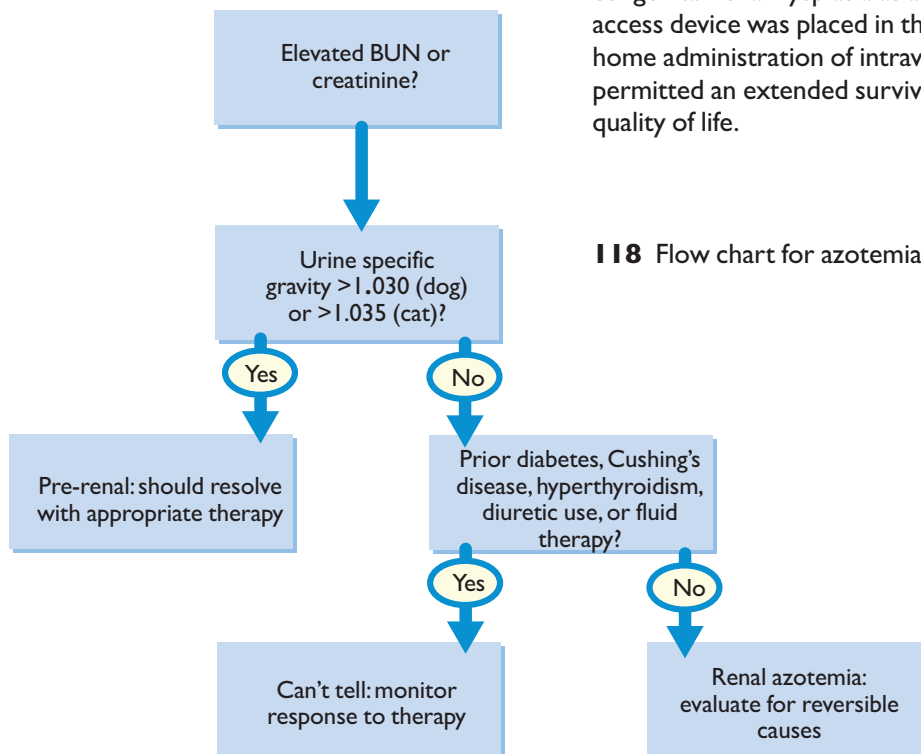 access device was placed in th
home administration of intrav
permitted an extended surviv
quality of life.
118 Flow chart for azotemia
Elevated BUN or
creatinine?
Urine specific
gravity >1.030 (dog)
or >1.035 (cat)?
Yes
No
Pre-renal: should resolve
with appropriate therapy
Prior diabetes, Cushing's
disease, hyperthyroidism,
diuretic use, or fluid
therapy?
Yes
No
Can't tell: monitor
response to therapy
Renal azotemia:
evaluate for reversible
causes